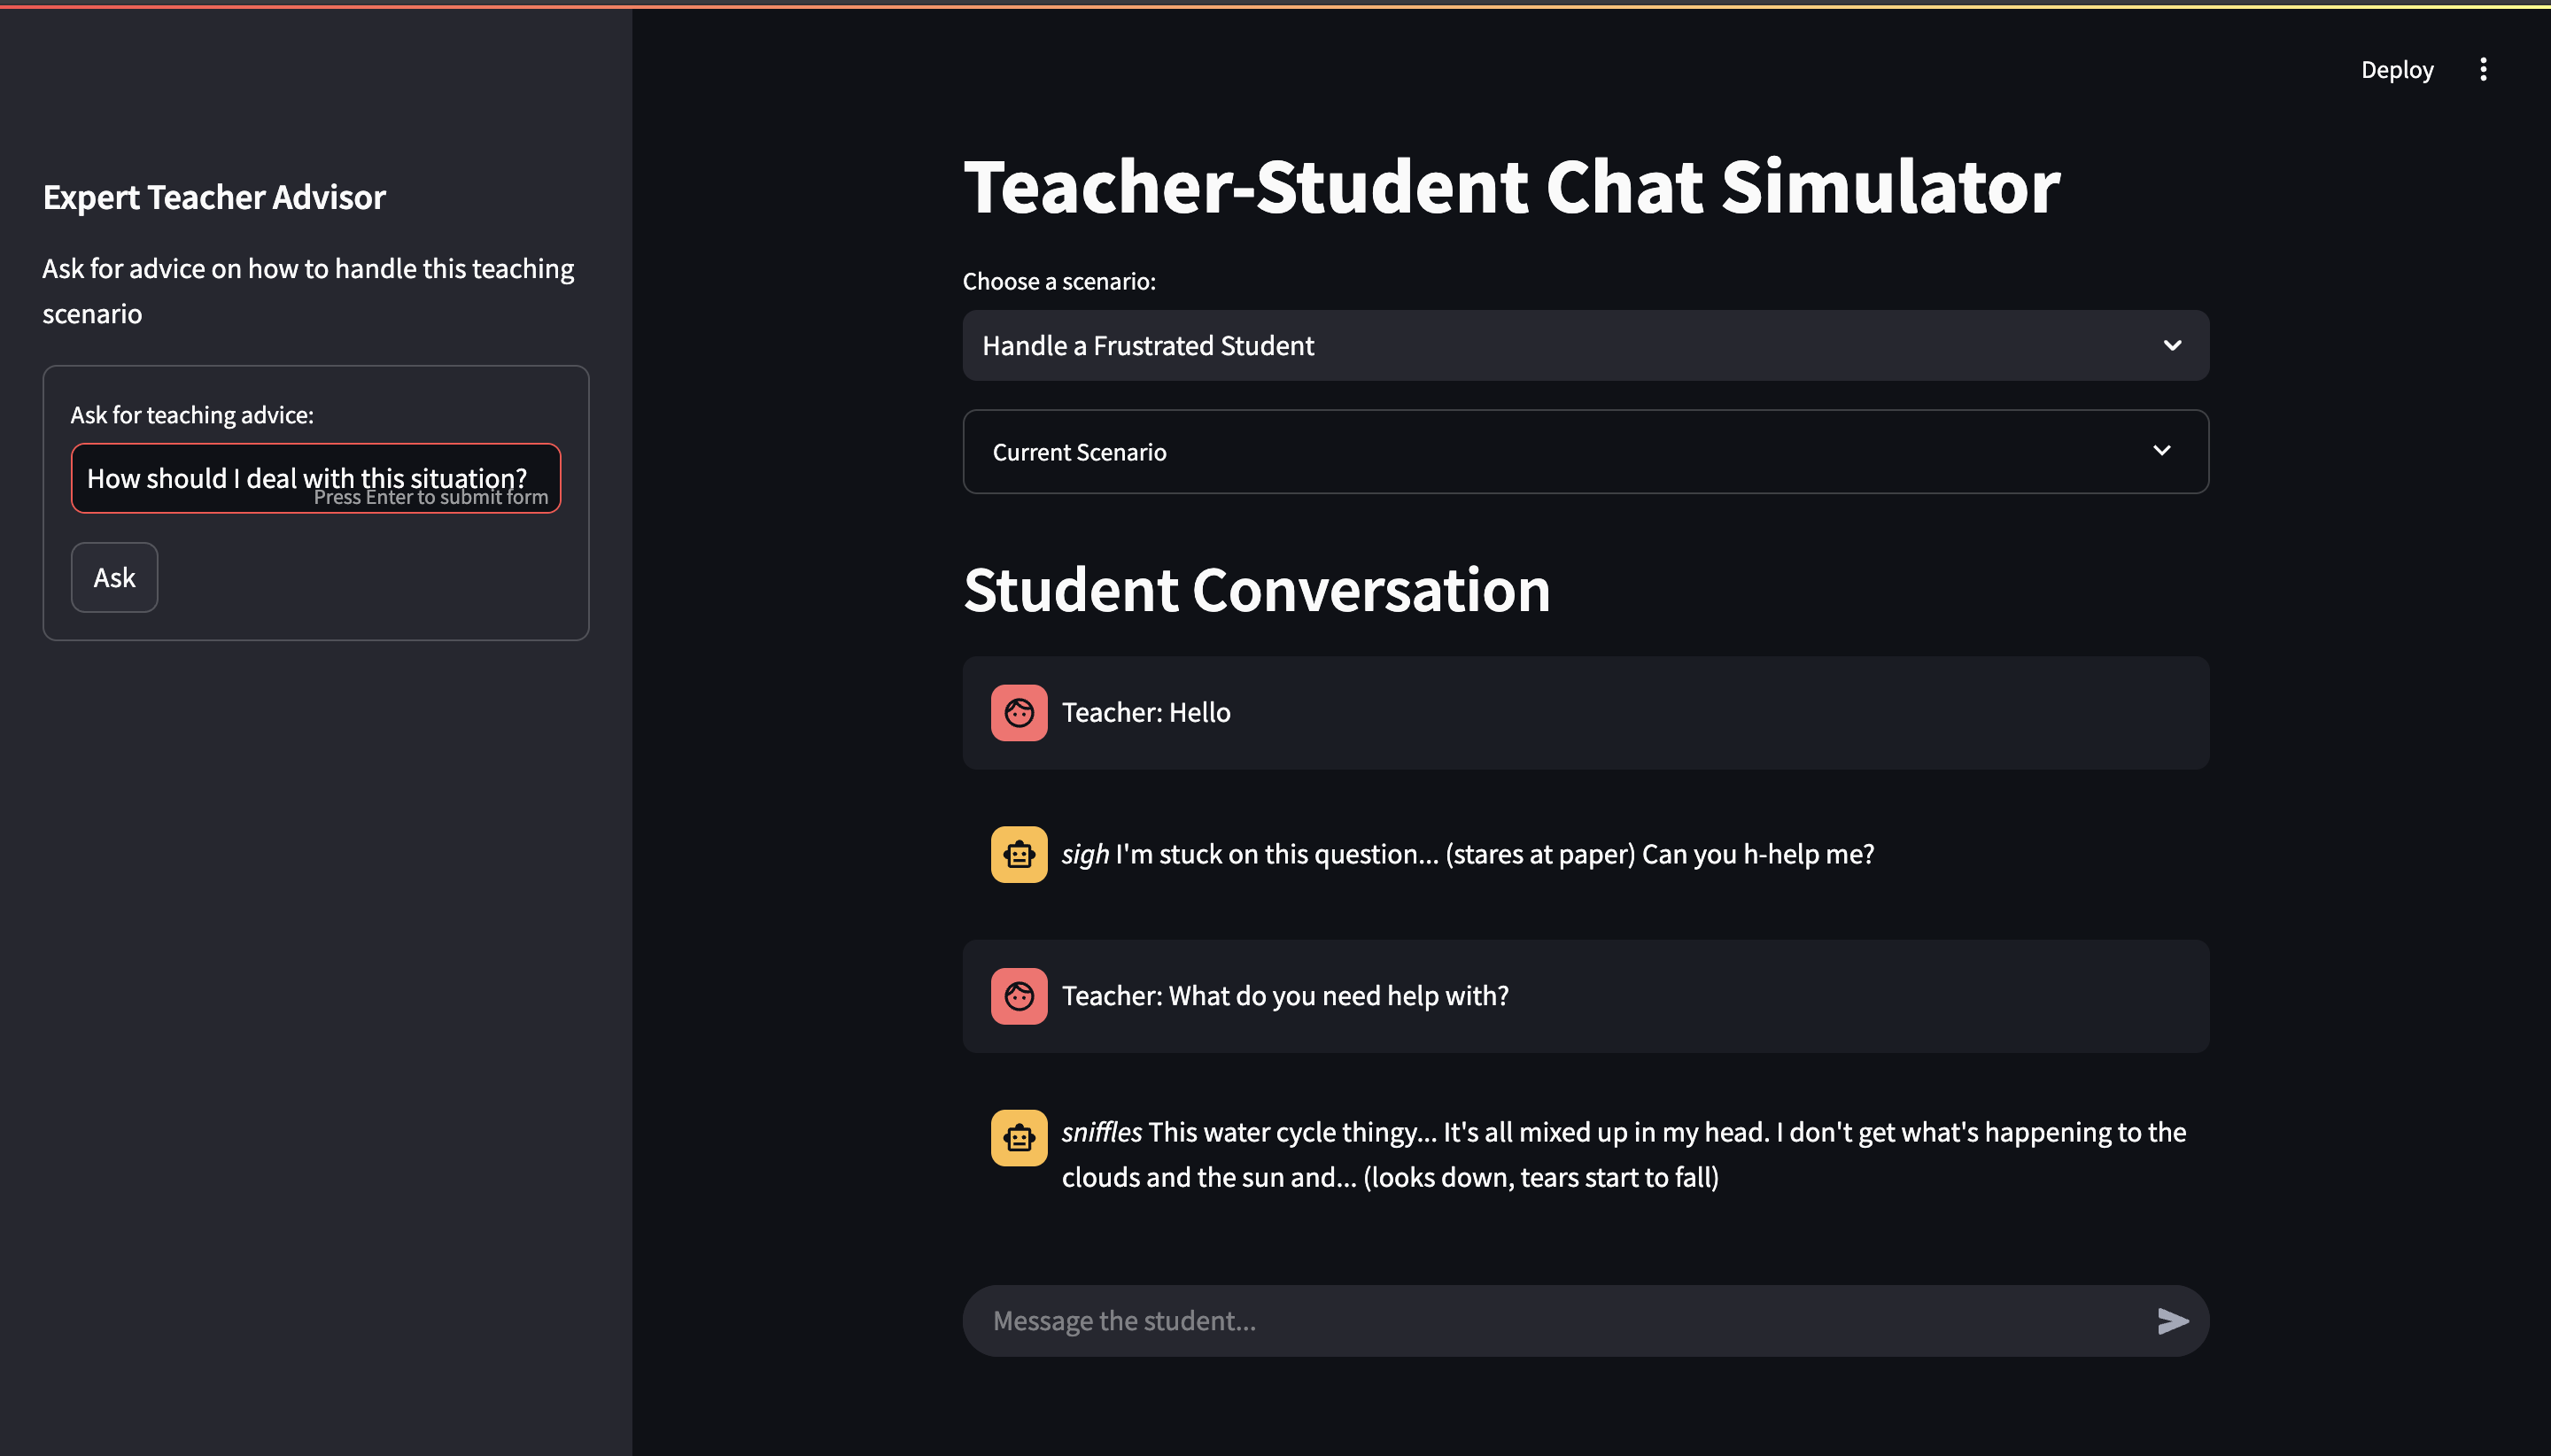 Deploy
Expert Teacher Advisor
Ask for advice on how to handle this teaching
scenario
Ask for teaching advice:
How should I deal with this situation?
Press Enter to submit form
Ask
Teacher-Student Chat Simulator
Choose a scenario:
Handle a Frustrated Student
Current Scenario
Student Conversation
Teacher: Hello
sigh I'm stuck on this question... (stares at paper) Can you h-help me?
Teacher: What do you need help with?
sniffles This water cycle thingy... It's all mixed up in my head. I don't get what's happening to the
clouds and the sun and... (looks down, tears start to fall)
Message the student...